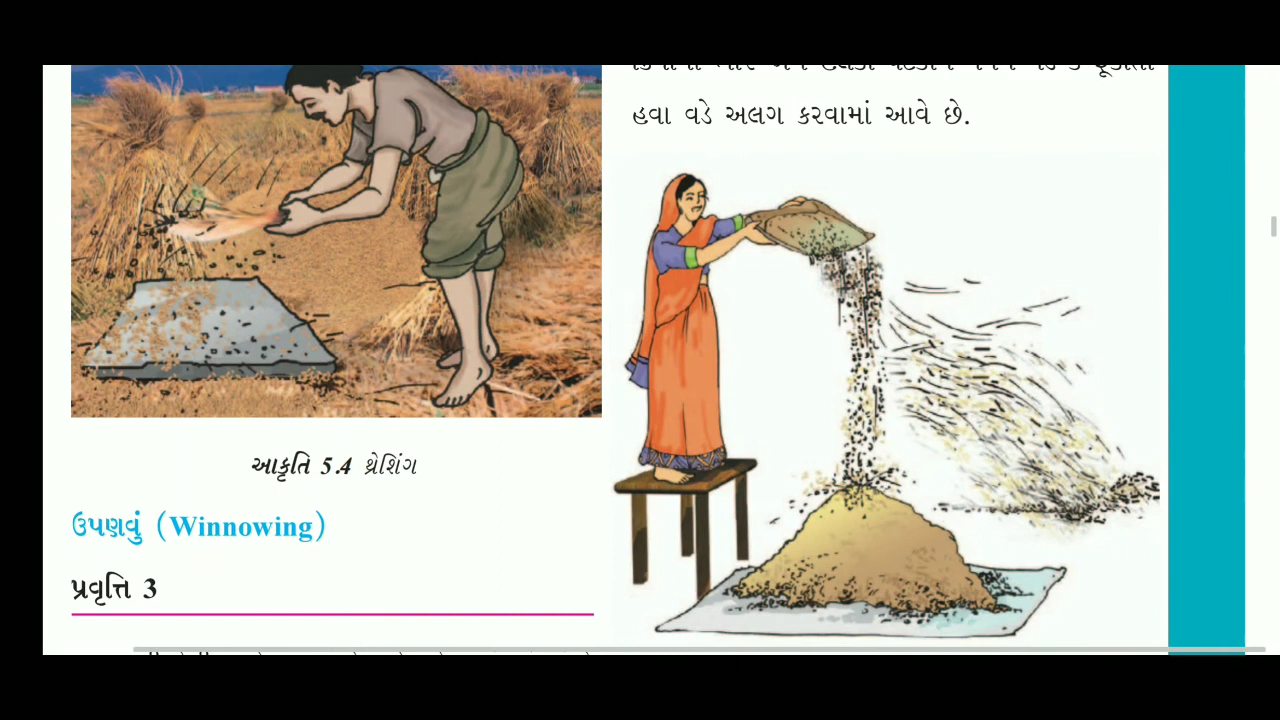 હવા વડે અલગ કરવામાં આવે છે.
આકૃતિ 5.4 થ્રેશિંગ
ઉપણવું (Winnowing)
પ્રવૃત્તિ 3